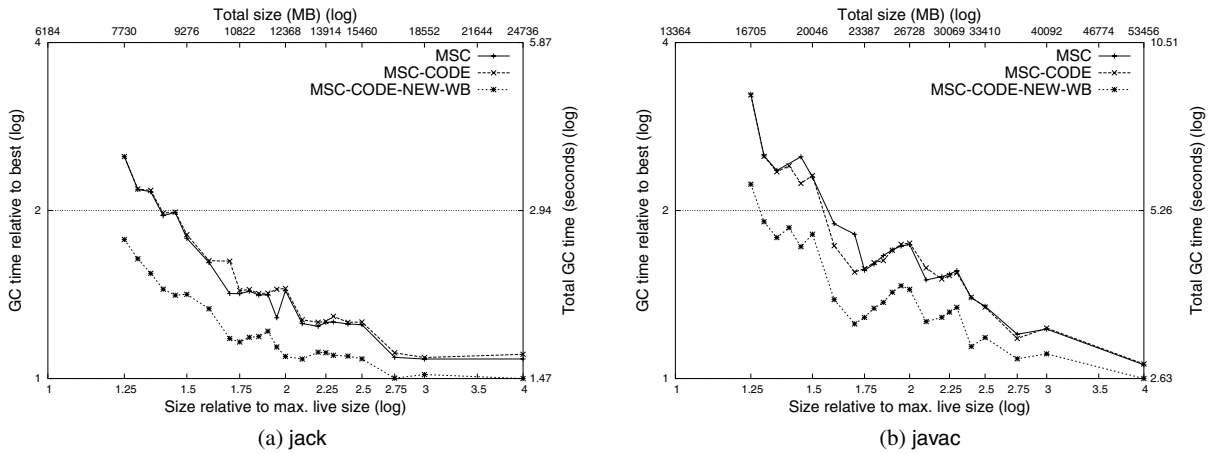 Total size (MB) (log)
6184 7730 9276 10822 12368 13914 15460 18552 21644 24736
4 5.87
MSC
MSC-CODE
MSC-CODE-NEW-WB
GC time relative to best (log)
Total GC time (seconds) (log)
2 2.94
1 1.47
1 1.25 1.5 1.75 2 2.25 2.5 2.75 3 3.5 4
Size relative to max. live size (log)
(a) jack
Total size (MB) (log)
13364 16705 20046 23387 26728 30069 33410 40092 46774 53456
4 10.51
MSC
MSC-CODE
MSC-CODE-NEW-WB
GC time relative to best (log)
Total GC time (seconds) (log)
2 5.26
1 2.63
1 1.25 1.5 1.75 2 2.25 2.5 2.75 3 3.5 4
Size relative to max. live size (log)
(b) javac